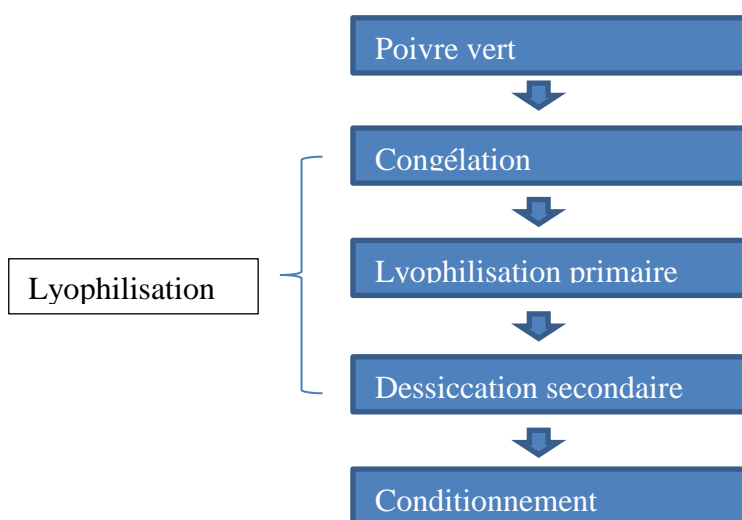 Poivre vert
Congélation
Lyophilisation primaire
Lyophilisation
Dessiccation secondaire
Conditionnement